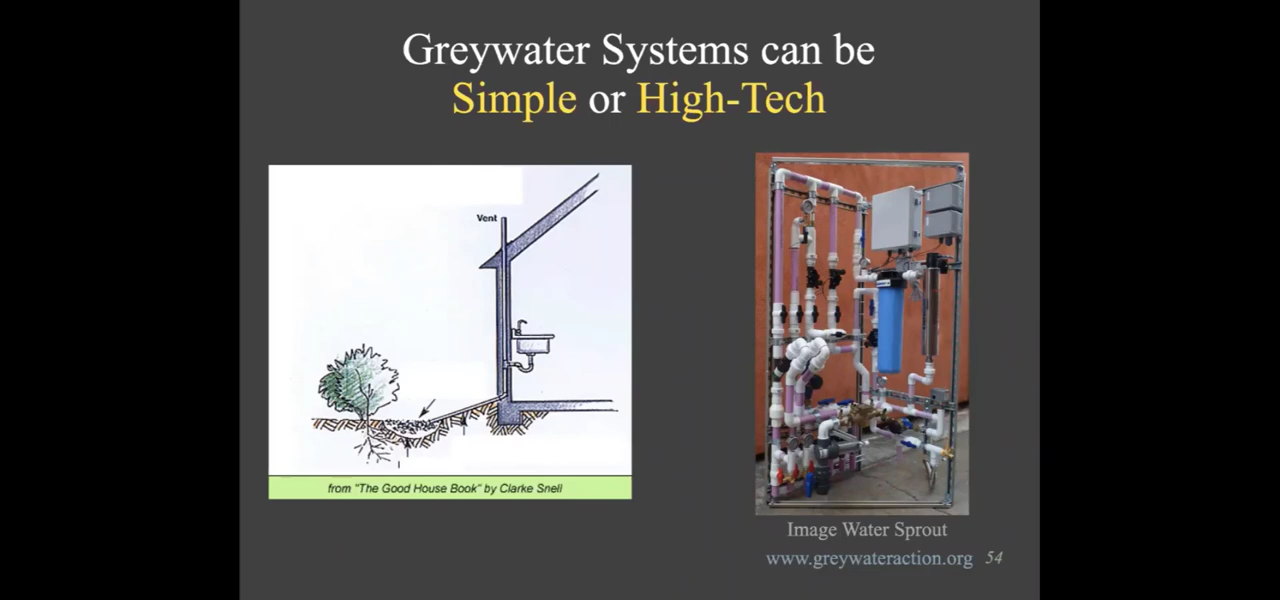 Greywater Systems can be
Simple or High-Tech
Vent
from "The Good House Book" by Clarke Snell
Image Water Sprout
www.greywateraction.org 54